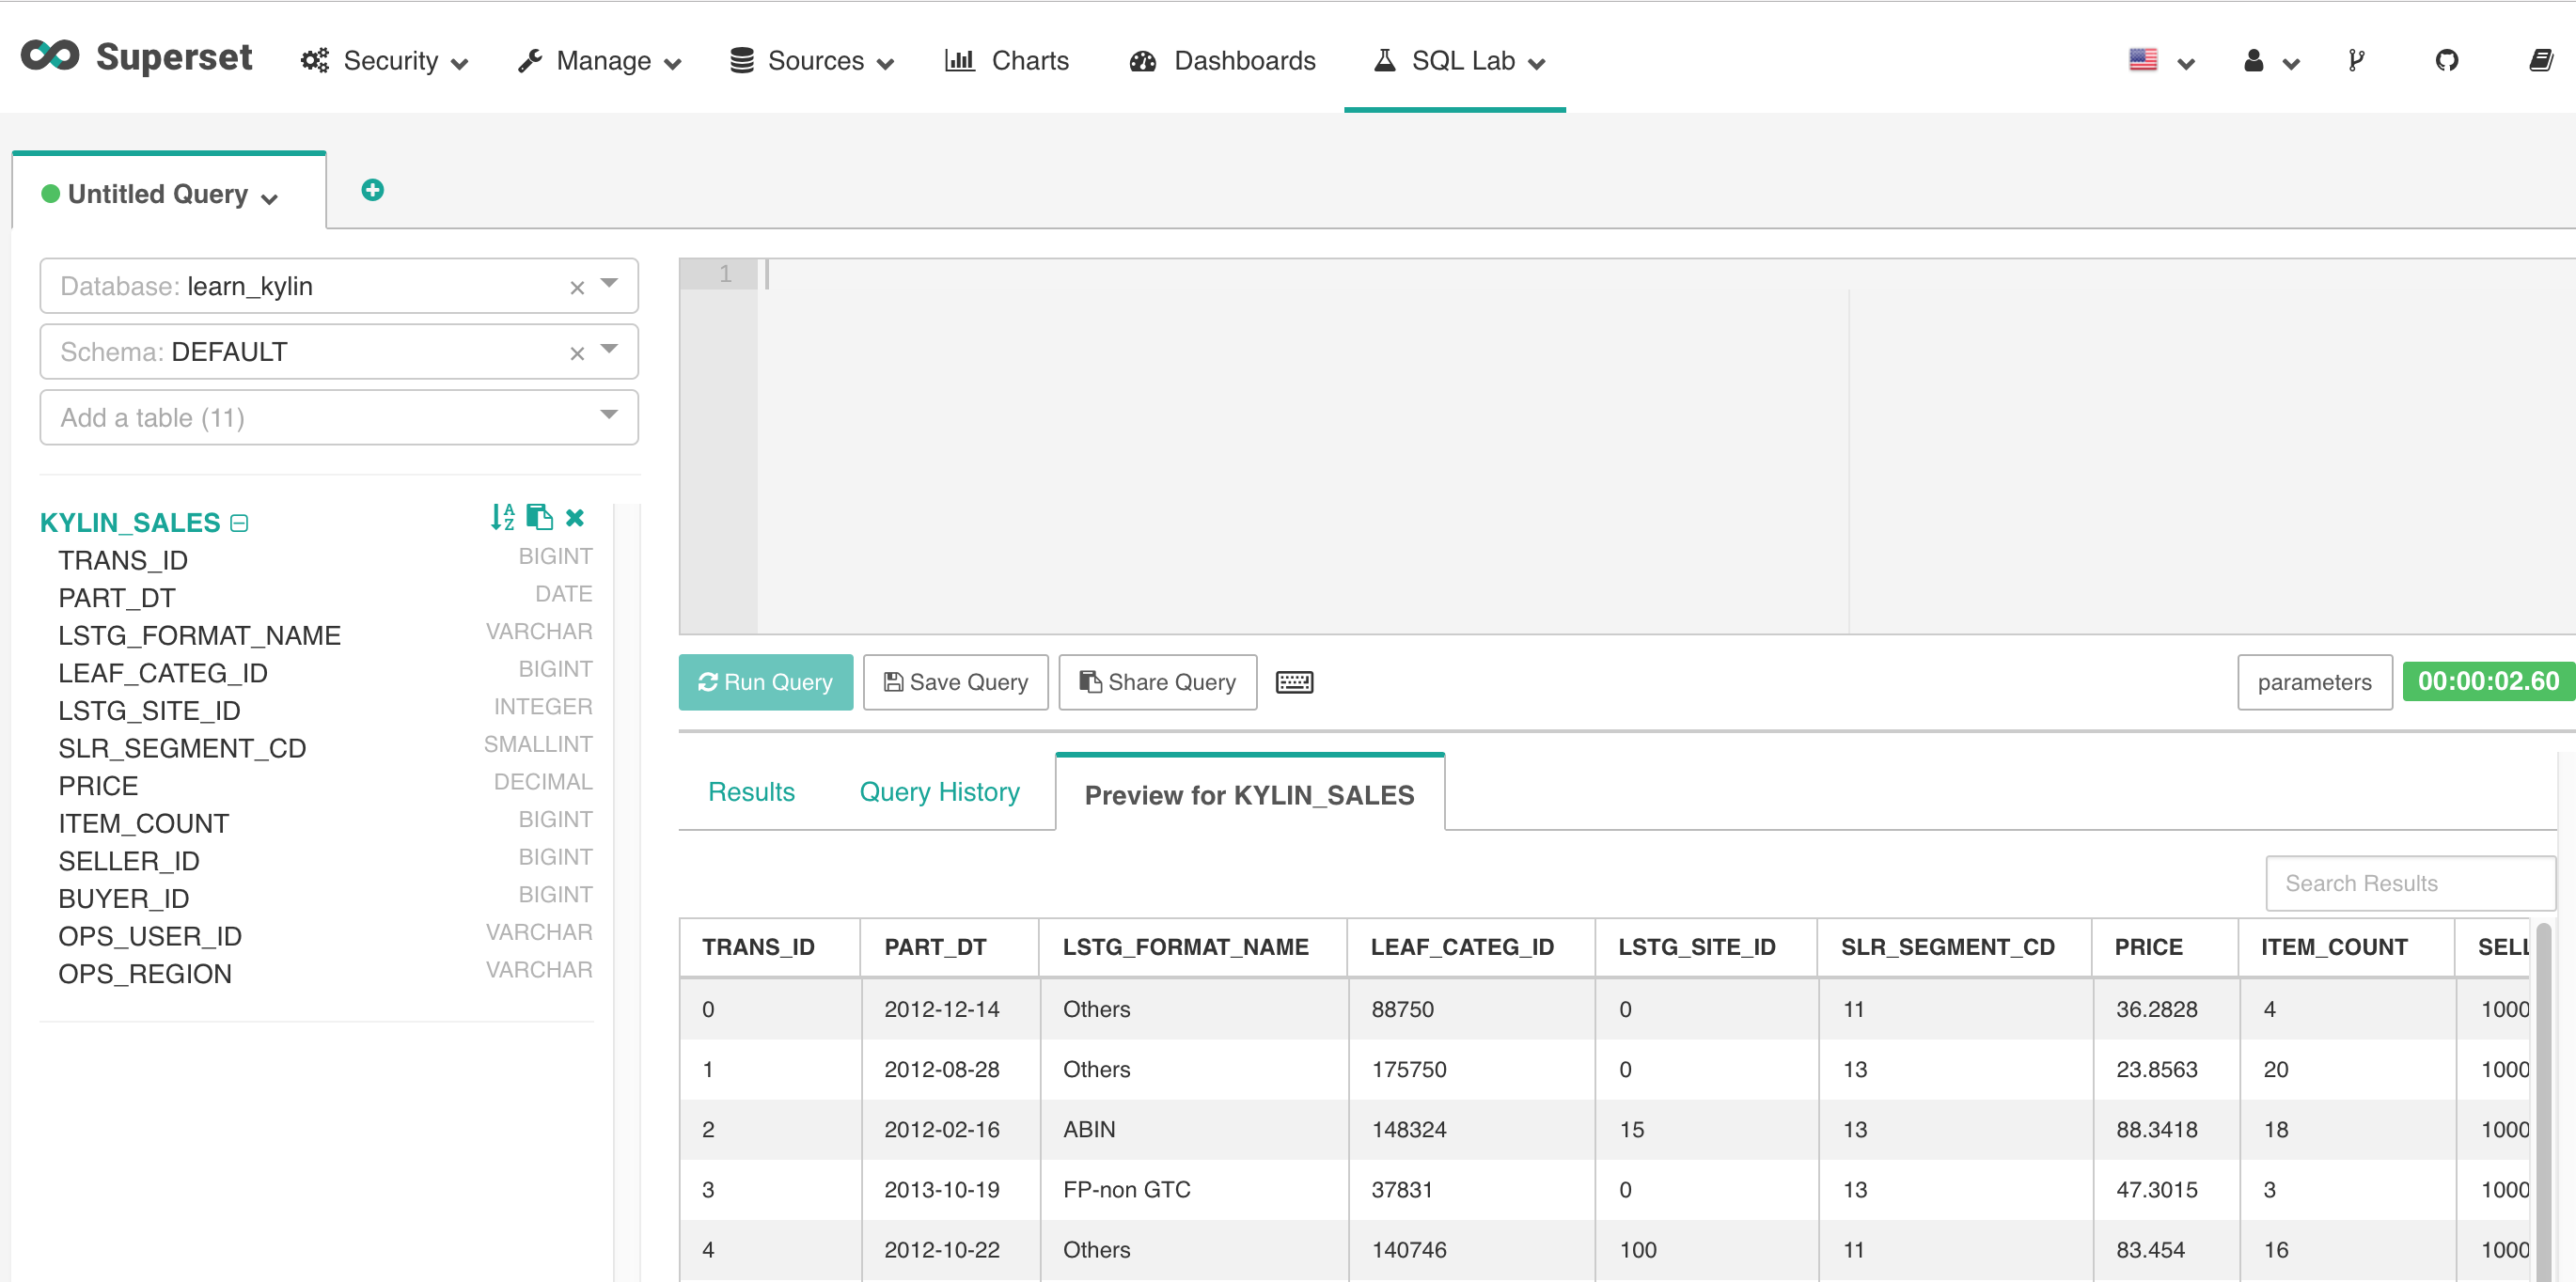 Superset Security Manage Sources Charts Dashboards SQL Lab
Untitled Query
Database: learn_kylin
Schema: DEFAULT
Add a table (11)
1
KYLIN_SALES
TRANS_ID BIGINT
PART_DT DATE
LSTG_FORMAT_NAME VARCHAR
LEAF_CATEG_ID BIGINT
LSTG_SITE_ID INTEGER
SLR_SEGMENT_CD SMALLINT
PRICE DECIMAL
ITEM_COUNT BIGINT
SELLER_ID BIGINT
BUYER_ID BIGINT
OPS_USER_ID VARCHAR
OPS_REGION VARCHAR
Run Query Save Query Share Query parameters 00:00:02.60
Results Query History Preview for KYLIN_SALES
Search Results
TRANS_ID PART_DT LSTG_FORMAT_NAME LEAF_CATEG_ID LSTG_SITE_ID SLR_SEGMENT_CD PRICE ITEM_COUNT SELL
0 2012-12-14 Others 88750 0 11 36.2828 4 1000
1 2012-08-28 Others 175750 0 13 23.8563 20 1000
2 2012-02-16 ABIN 148324 15 13 88.3418 18 1000
3 2013-10-19 FP-non GTC 37831 0 13 47.3015 3 1000
4 2012-10-22 Others 140746 100 11 83.454 16 1000